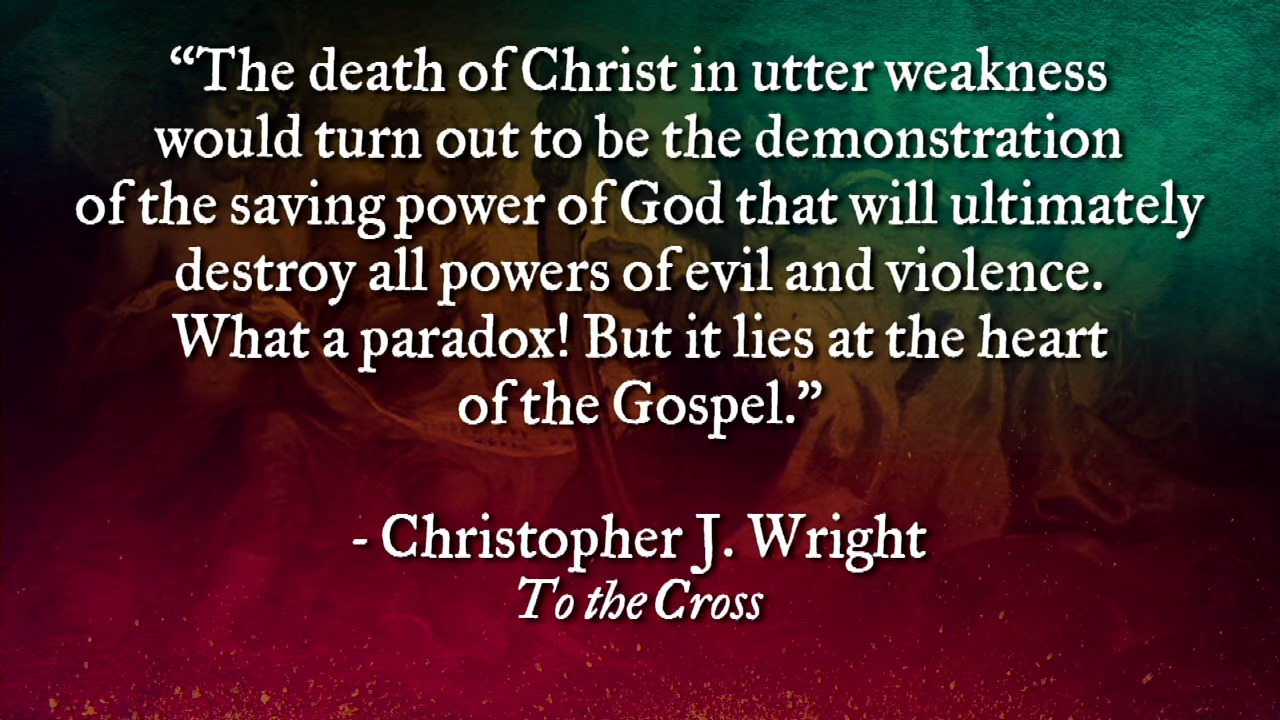 “The death of Christ in utter weakness
would turn out to be the demonstration
of the saving power of God that will ultimately
destroy all powers of evil and violence.
What a paradox! But it lies at the heart
of the Gospel.”
- Christopher J. Wright
To the Cross